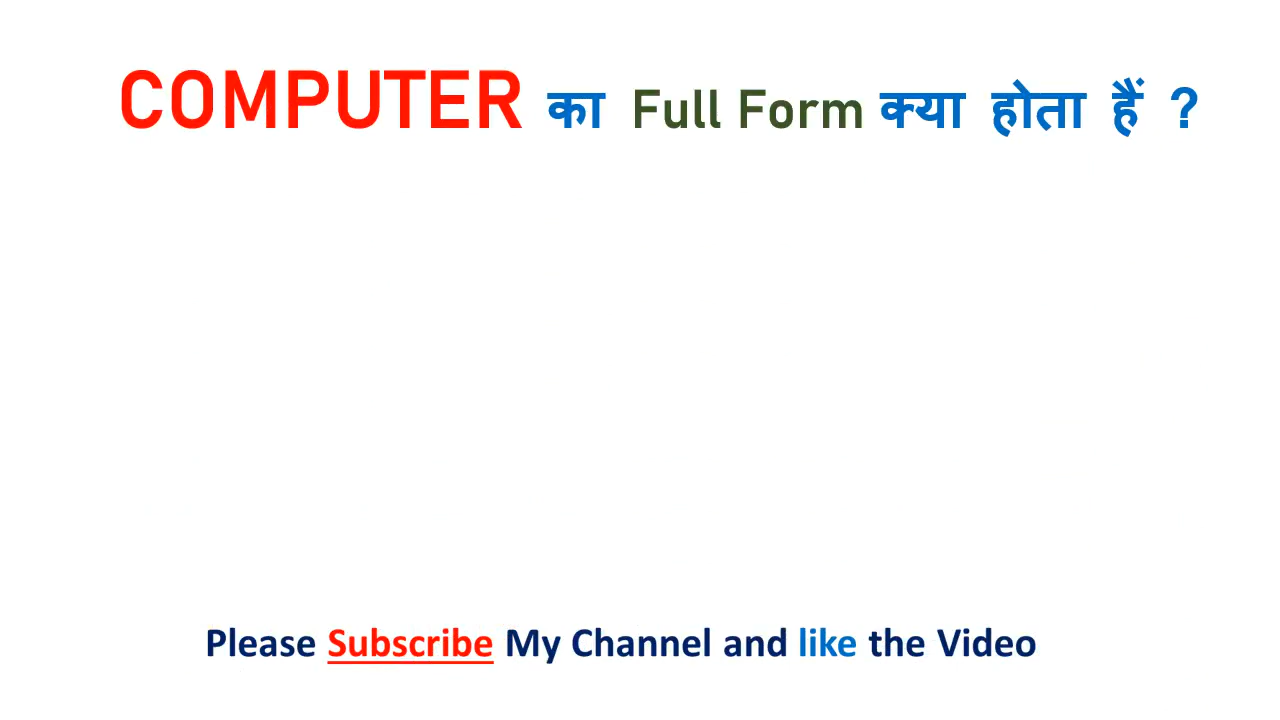 COMPUTER का Full Form क्या होता हैं ?
Please Subscribe My Channel and like the Video